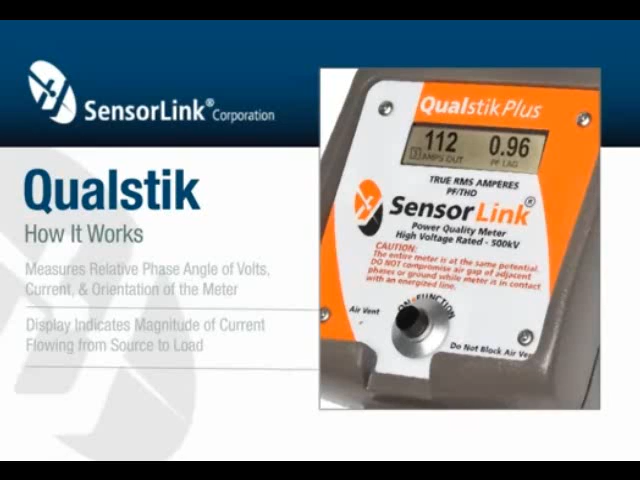 SensorLink® Corporation
Qualstik
How It Works
Measures Relative Phase Angle of Volts,
Current, & Orientation of the Meter
Display Indicates Magnitude of Current
Flowing from Source to Load
Qualstik Plus
112 0.96
AMPS OUT PF LAG
TRUE RMS AMPERES
PF/THD
SensorLink®
Power Quality Meter
High Voltage Rated - 500kV
CAUTION:
The entire meter is at the same potential.
DO NOT compromise air gap of adjacent
phases or ground while meter is in contact
with an energized line.
Air Vent
ON • FUNCTION
Do Not Block Air Ve